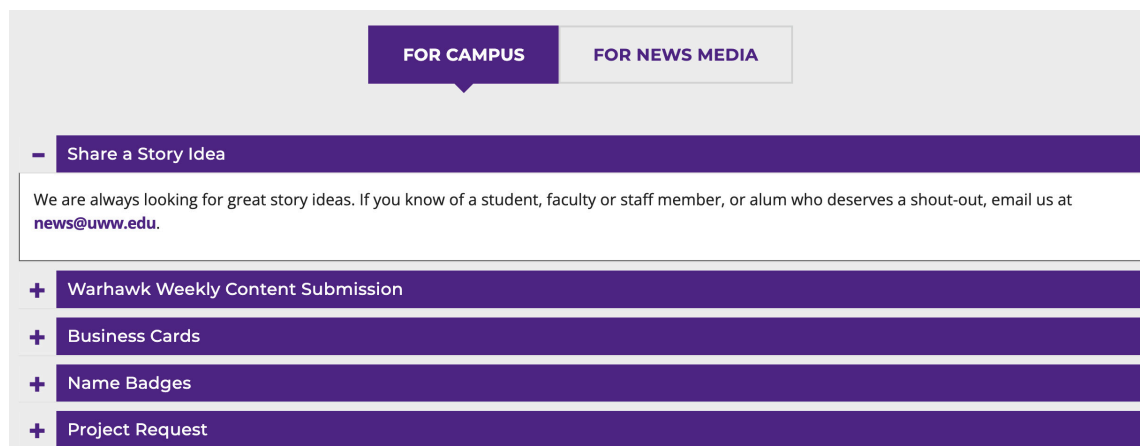 FOR CAMPUS
FOR NEWS MEDIA
Share a Story Idea
We are always looking for great story ideas. If you know of a student, faculty or staff member, or alum who deserves a shout-out, email us at
news@uww.edu.
Warhawk Weekly Content Submission
Business Cards
Name Badges
Project Request